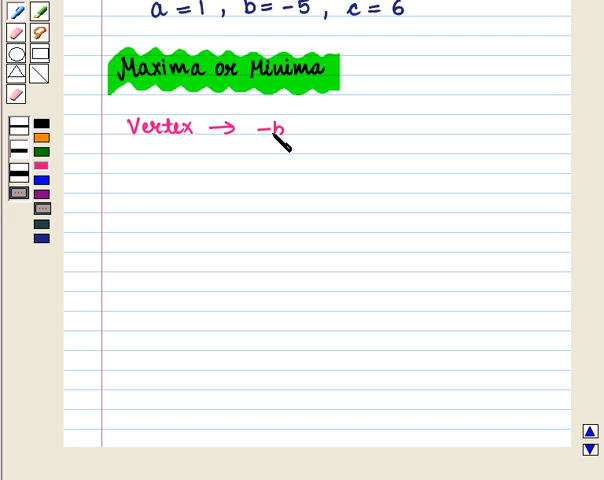 a = 1 , b = -5 , c = 6
Maxima or Minima
Vertex → -b